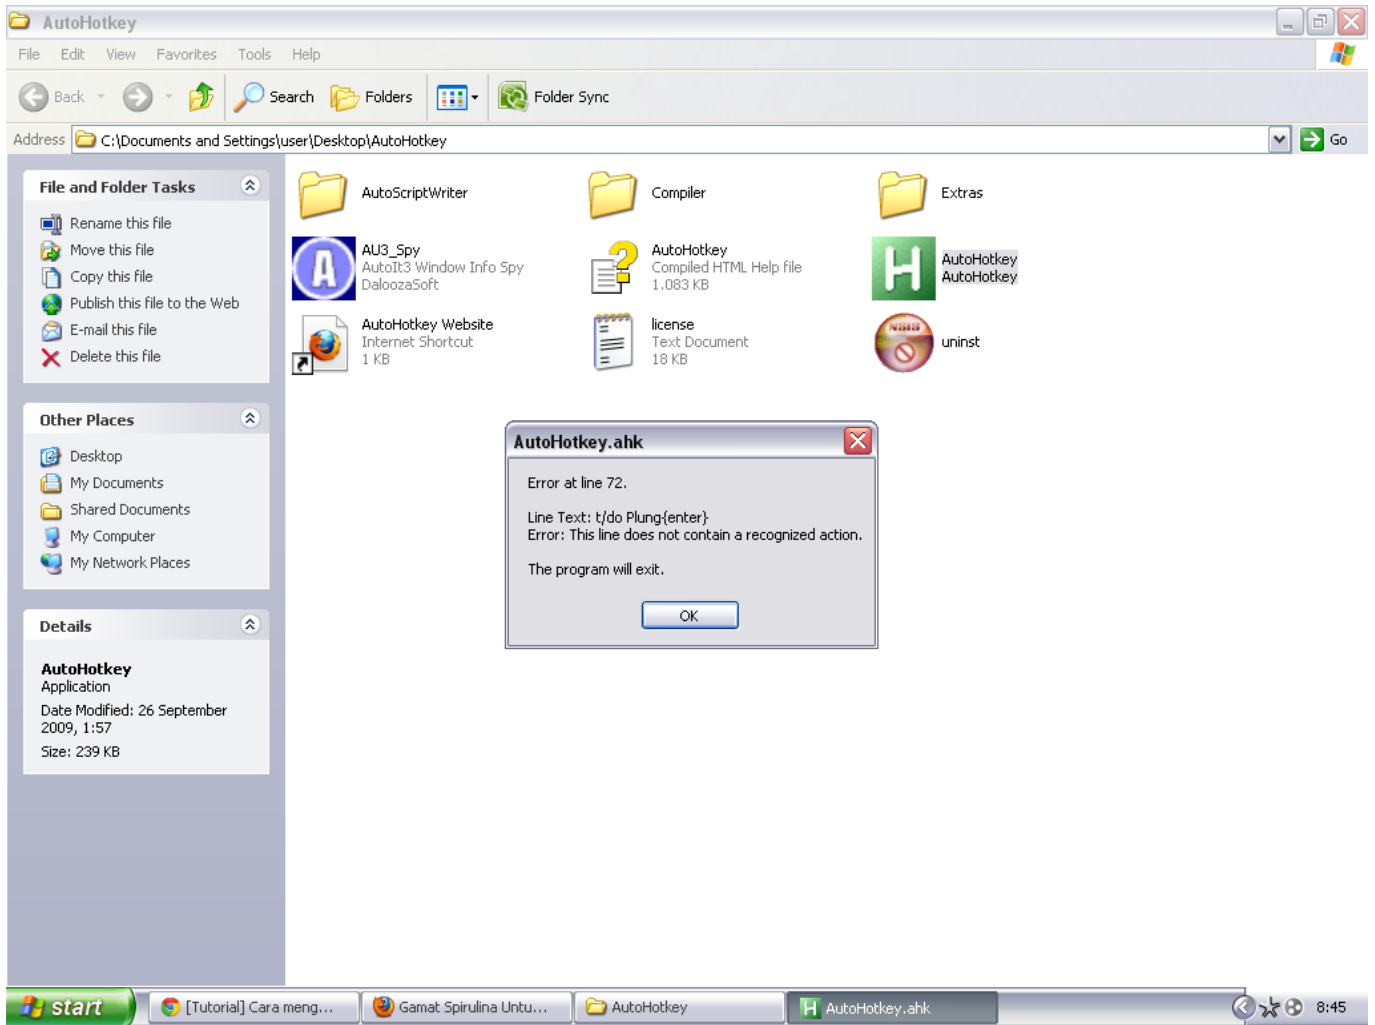 AutoHotkey
File Edit View Favorites Tools Help
Back Search Folders Folder Sync
Address C:\Documents and Settings\user\Desktop\AutoHotkey Go
File and Folder Tasks
Rename this file
Move this file
Copy this file
Publish this file to the Web
E-mail this file
Delete this file
Other Places
Desktop
My Documents
Shared Documents
My Computer
My Network Places
Details
AutoHotkey
Application
Date Modified: 26 September
2009, 1:57
Size: 239 KB
AutoScriptWriter
Compiler
Extras
AU3_Spy
AutoIt3 Window Info Spy
DaloozaSoft
AutoHotkey
Compiled HTML Help file
1.083 KB
H
AutoHotkey
AutoHotkey
AutoHotkey Website
Internet Shortcut
1 KB
license
Text Document
18 KB
NSIS
uninst
AutoHotkey.ahk
Error at line 72.
Line Text: t/do Plung{enter}
Error: This line does not contain a recognized action.
The program will exit.
OK
start [Tutorial] Cara meng... Gamat Spirulina Untu... AutoHotkey AutoHotkey.ahk 8:45